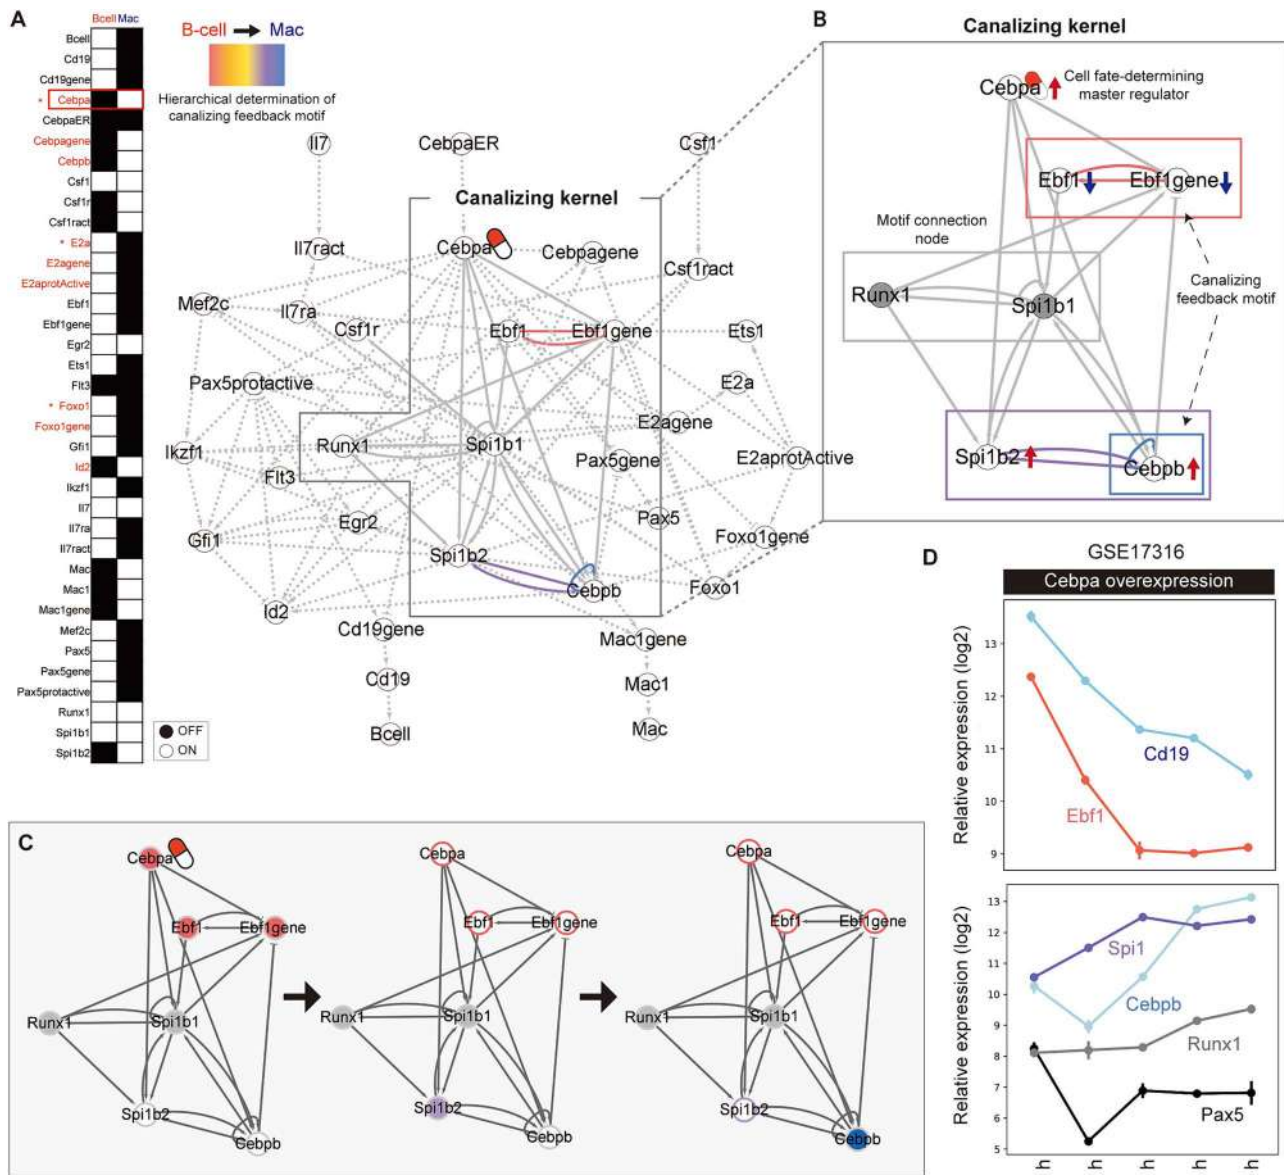 A
Bcell Mac
Bcell
Cd19
Cd19gene
* Cebpa
CebpaER
Cebpagene
Cebpb
Csf1
Csf1r
Csf1ract
* E2a
E2agene
E2aprotActive
Ebf1
Ebf1gene
Egr2
Ets1
Flt3
* Foxo1
Foxo1gene
Gfi1
Id2
Ikzf1
Il7
Il7ra
Il7ract
Mac
Mac1
Mac1gene
Mef2c
Pax5
Pax5gene
Pax5protactive
Runx1
Spi1b1
Spi1b2
OFF
ON
B-cell Mac
Hierarchical determination of
canalizing feedback motif
Il7
CebpaER
Csf1
Canalizing kernel
Il7ract
Cebpa
Cebpagene
Csf1ract
Mef2c
Il7ra
Csf1r
Ebf1
Ebf1gene
Ets1
Pax5protactive
E2a
E2agene
Ikzf1
Runx1
Spi1b1
Flt3
Pax5gene
E2aprotActive
Gfi1
Egr2
Spi1b2
Pax5
Foxo1gene
Id2
Cebpb
Foxo1
Cd19gene
Mac1gene
Cd19
Mac1
Bcell
Mac
B
Canalizing kernel
Cebpa
Cell fate-determining
master regulator
Ebf1
Ebf1gene
Motif connection
node
Runx1
Spi1b1
Canalizing
feedback motif
Spi1b2
Cebpb
C
Cebpa
Ebf1
Ebf1gene
Runx1
Spi1b1
Spi1b2
Cebpb
Cebpa
Ebf1
Ebf1gene
Runx1
Spi1b1
Spi1b2
Cebpb
Cebpa
Ebf1
Ebf1gene
Runx1
Spi1b1
Spi1b2
Cebpb
D
GSE17316
Cebpa overexpression
Relative expression (log2)
13
12
11
10
9
Cd19
Ebf1
Relative expression (log2)
13
12
11
10
9
8
7
6
5
Spi1
Cebpb
Runx1
Pax5
h
h
h
h
h